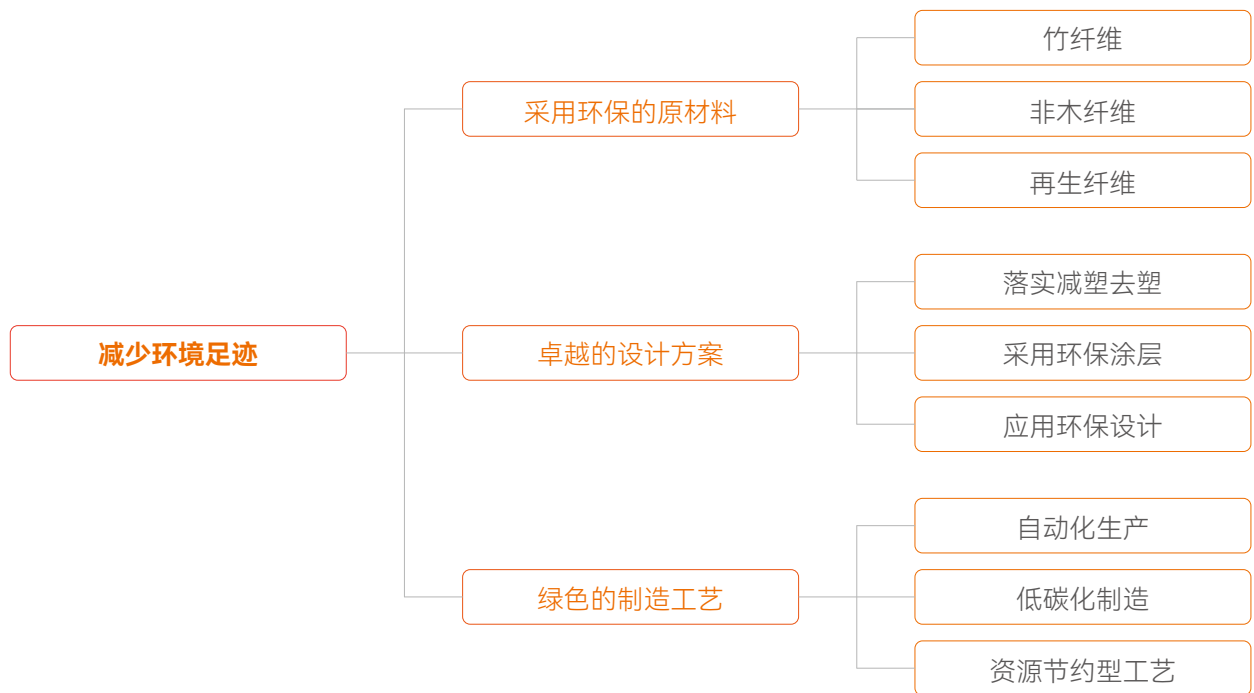 减少环境足迹
采用环保的原材料
竹纤维
非木纤维
再生纤维
卓越的设计方案
落实减塑去塑
采用环保涂层
应用环保设计
绿色的制造工艺
自动化生产
低碳化制造
资源节约型工艺